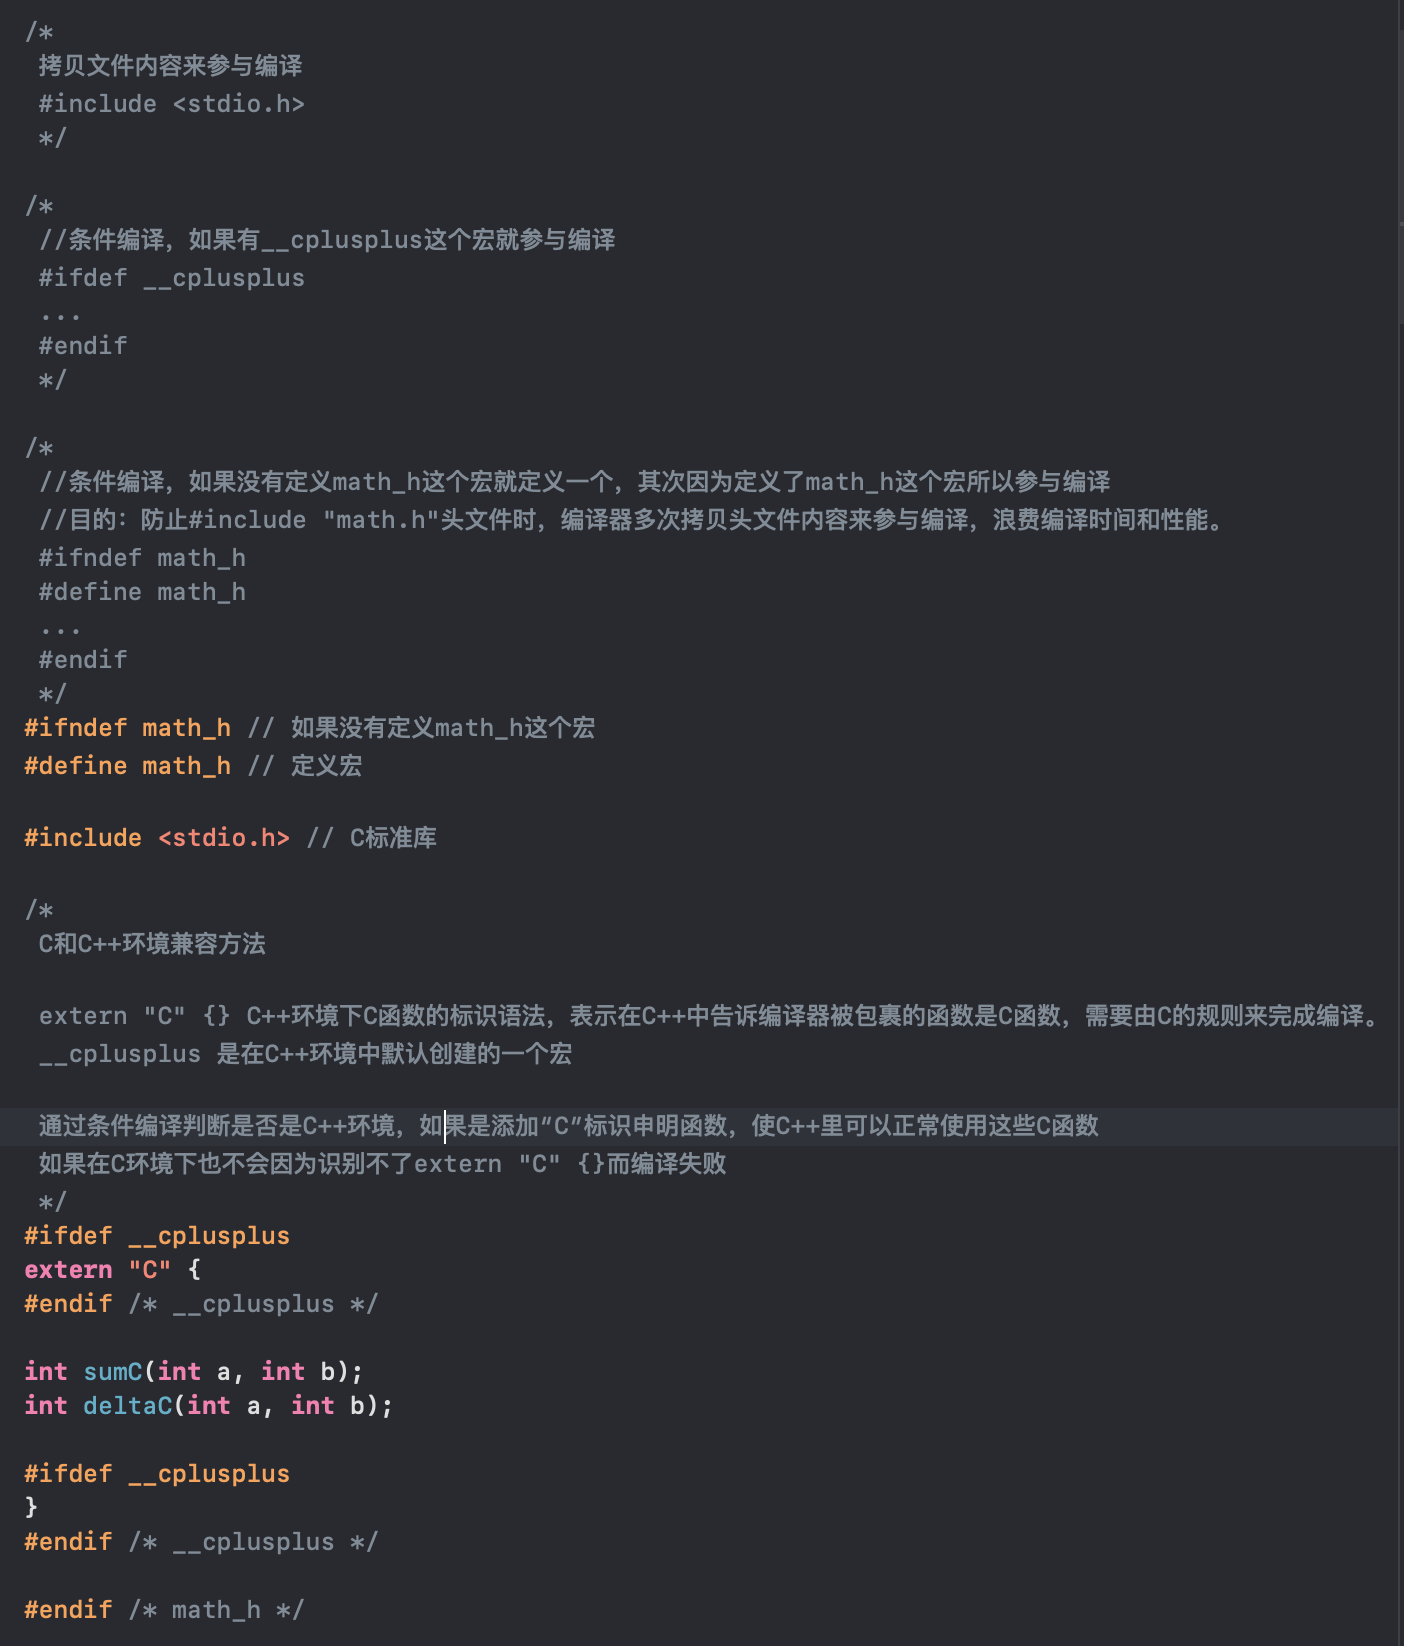 /*
拷贝文件内容来参与编译
#include <stdio.h>
*/
/*
//条件编译，如果有__cplusplus这个宏就参与编译
#ifdef __cplusplus
...
#endif
*/
/*
//条件编译，如果没有定义math_h这个宏就定义一个，其次因为定义了math_h这个宏所以参与编译
//目的：防止#include "math.h"头文件时，编译器多次拷贝头文件内容来参与编译，浪费编译时间和性能。
#ifndef math_h
#define math_h
...
#endif
*/
#ifndef math_h // 如果没有定义math_h这个宏
#define math_h // 定义宏
#include <stdio.h> // C标准库
/*
C和C++环境兼容方法
extern "C" {} C++环境下C函数的标识语法，表示在C++中告诉编译器被包裹的函数是C函数，需要由C的规则来完成编译。
__cplusplus 是在C++环境中默认创建的一个宏
通过条件编译判断是否是C++环境，如果是添加“C”标识申明函数，使C++里可以正常使用这些C函数
如果在C环境下也不会因为识别不了extern "C" {}而编译失败
*/
#ifdef __cplusplus
extern "C" {
#endif /* __cplusplus */
int sumC(int a, int b);
int deltaC(int a, int b);
#ifdef __cplusplus
}
#endif /* __cplusplus */
#endif /* math_h */